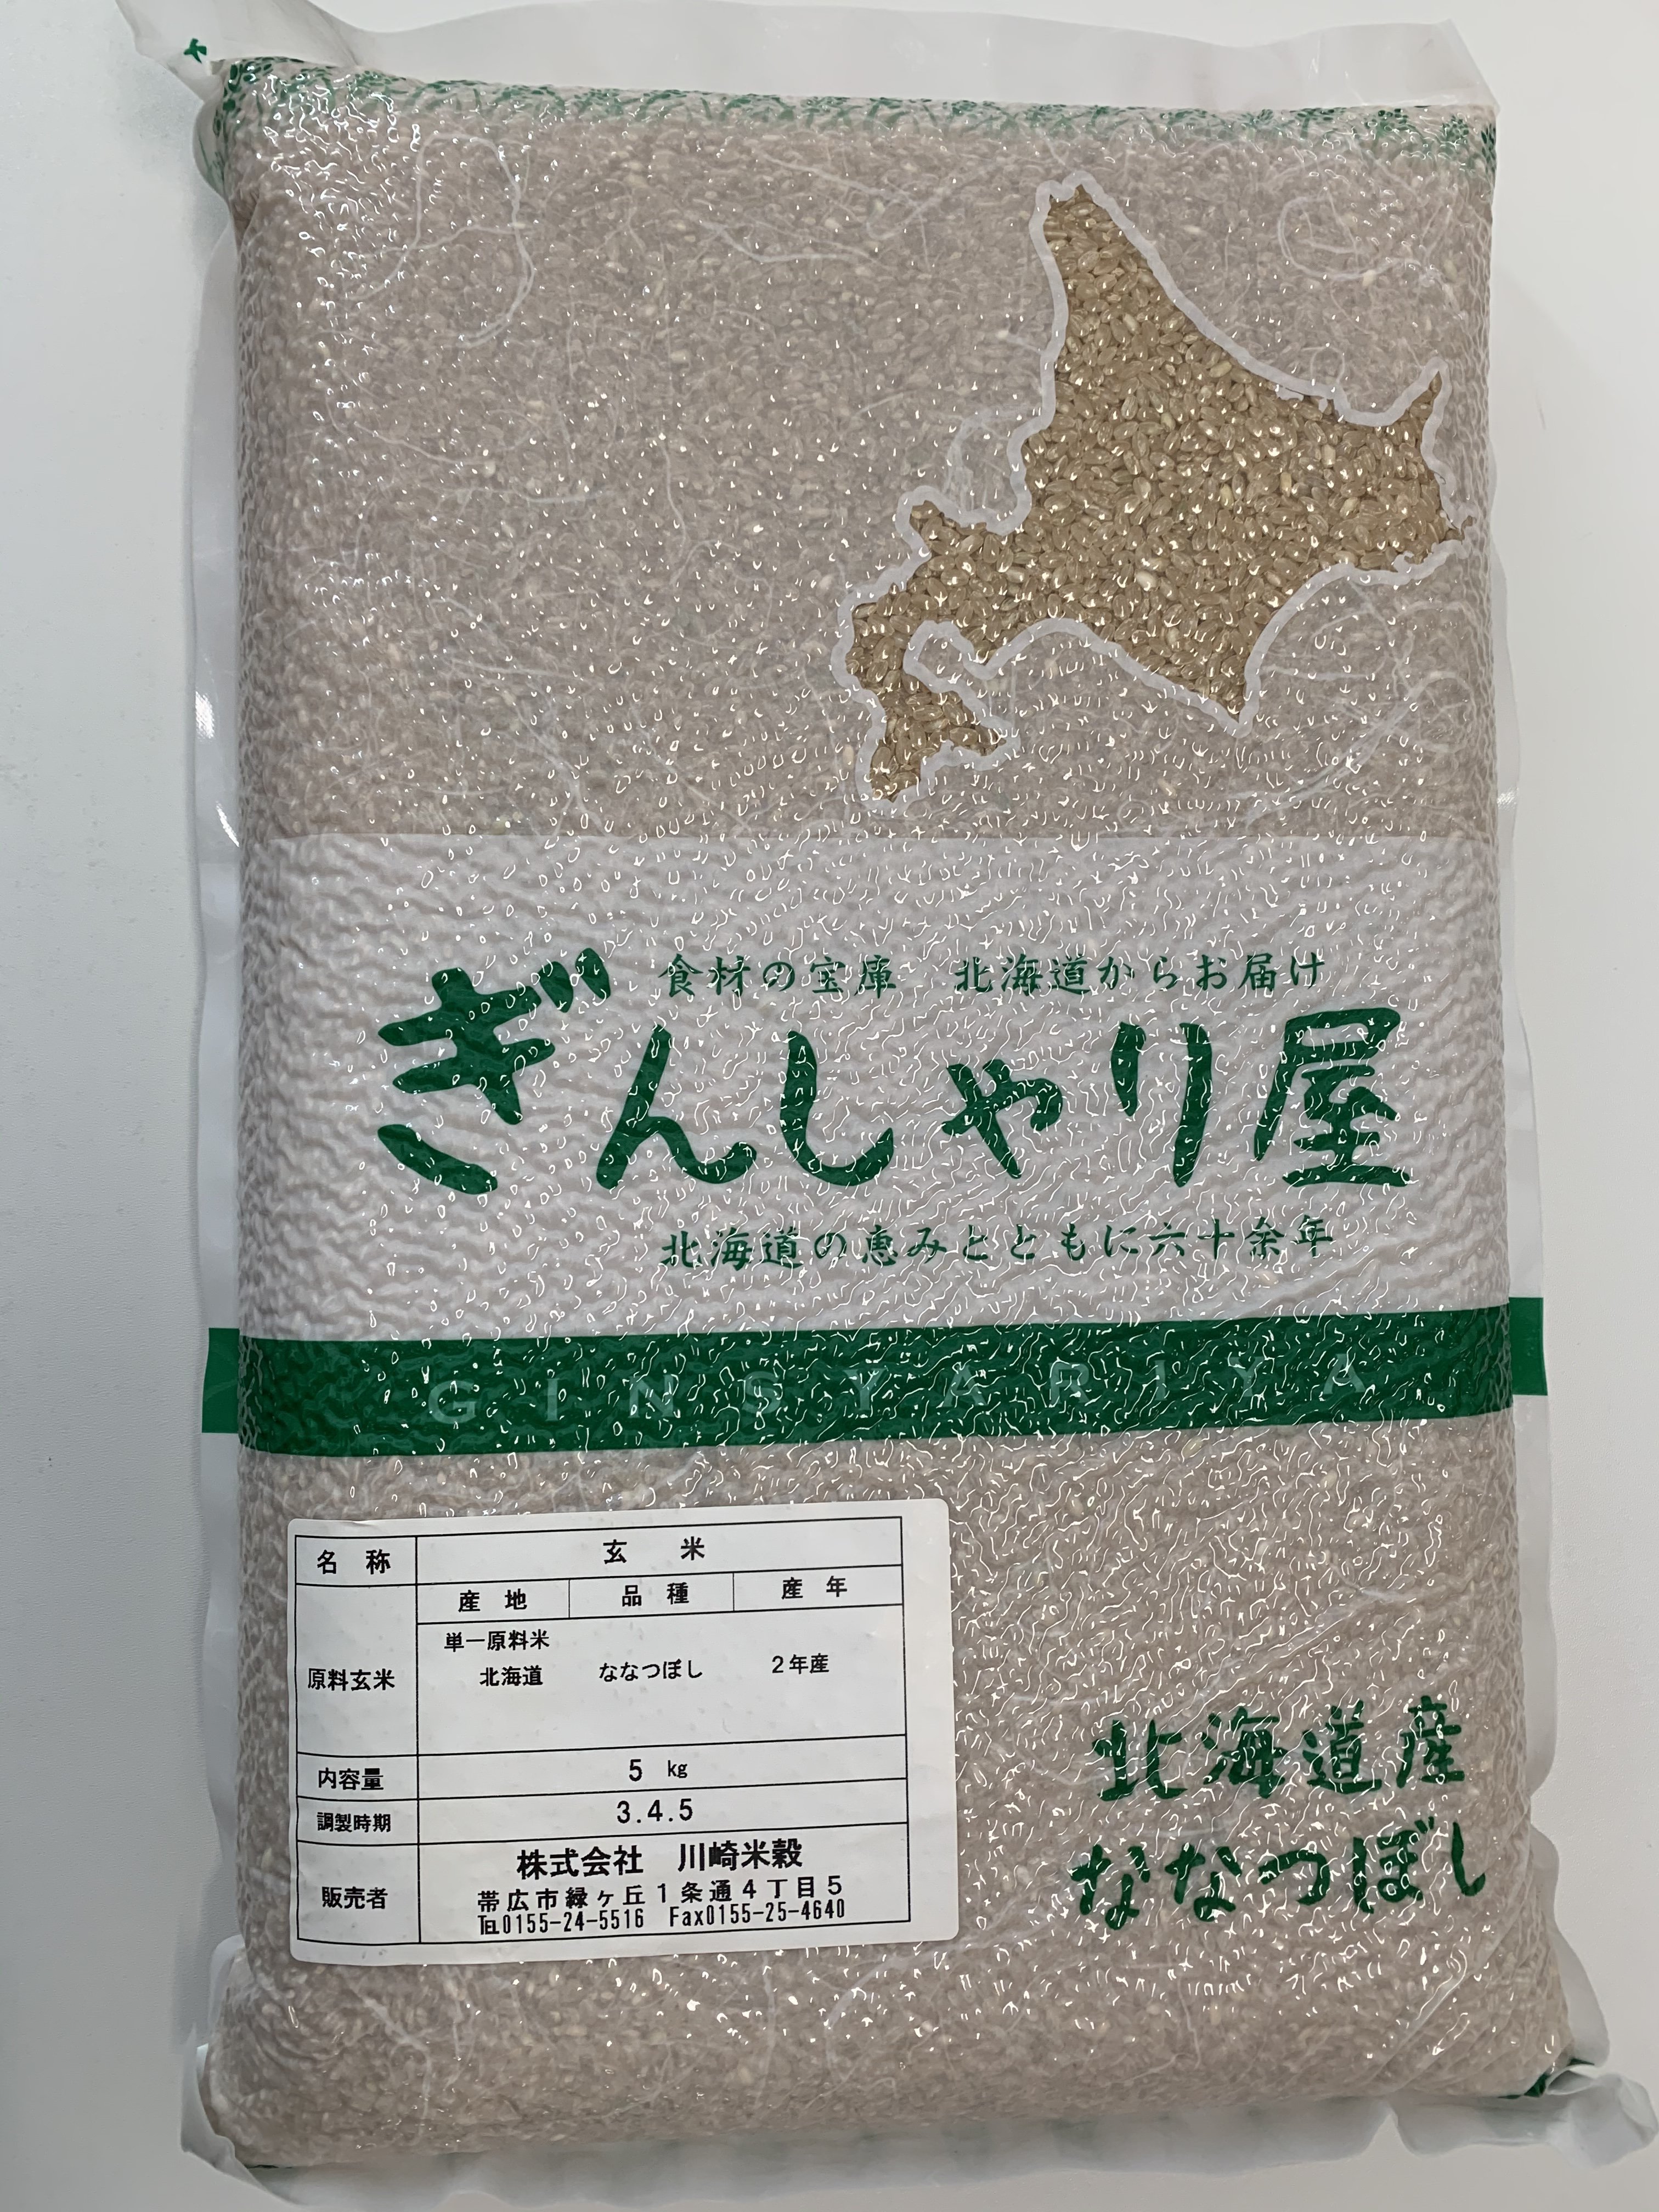 食材の宝庫 北海道からお届け
ぎんしゃり屋
北海道の恵みとともに六十余年
GINSYARIYA
名 称 玄 米
原料玄米 産 地 品 種 産 年
単一原料米
北海道 ななつぼし 2年産
内容量 5 kg
調製時期 3.4.5
販売者 株式会社 川崎米穀
帯広市緑ヶ丘1条通4丁目5
℡0155-24-5516 Fax0155-25-4640
北海道産
ななつぼし